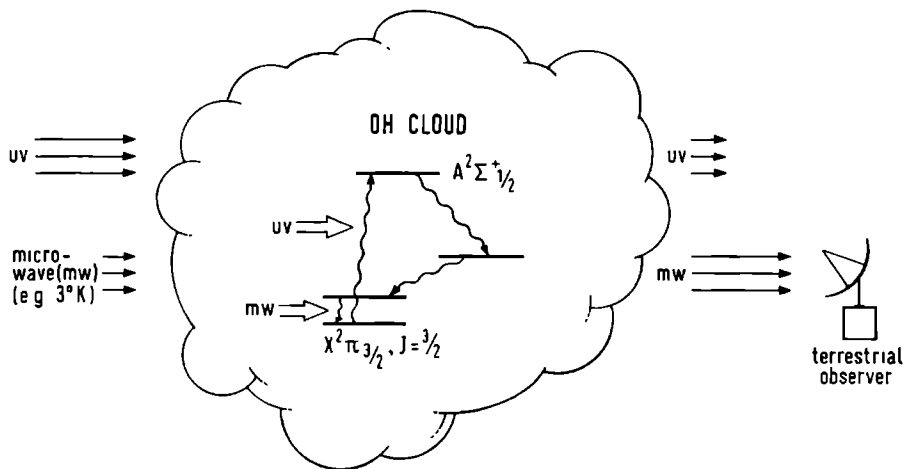 OH CLOUD
uv
uv
A²Σ⁺1/2
uv
micro-
wave(mw)
(eg 3°K)
mw
mw
X²π3/2, J=3/2
terrestrial
observer